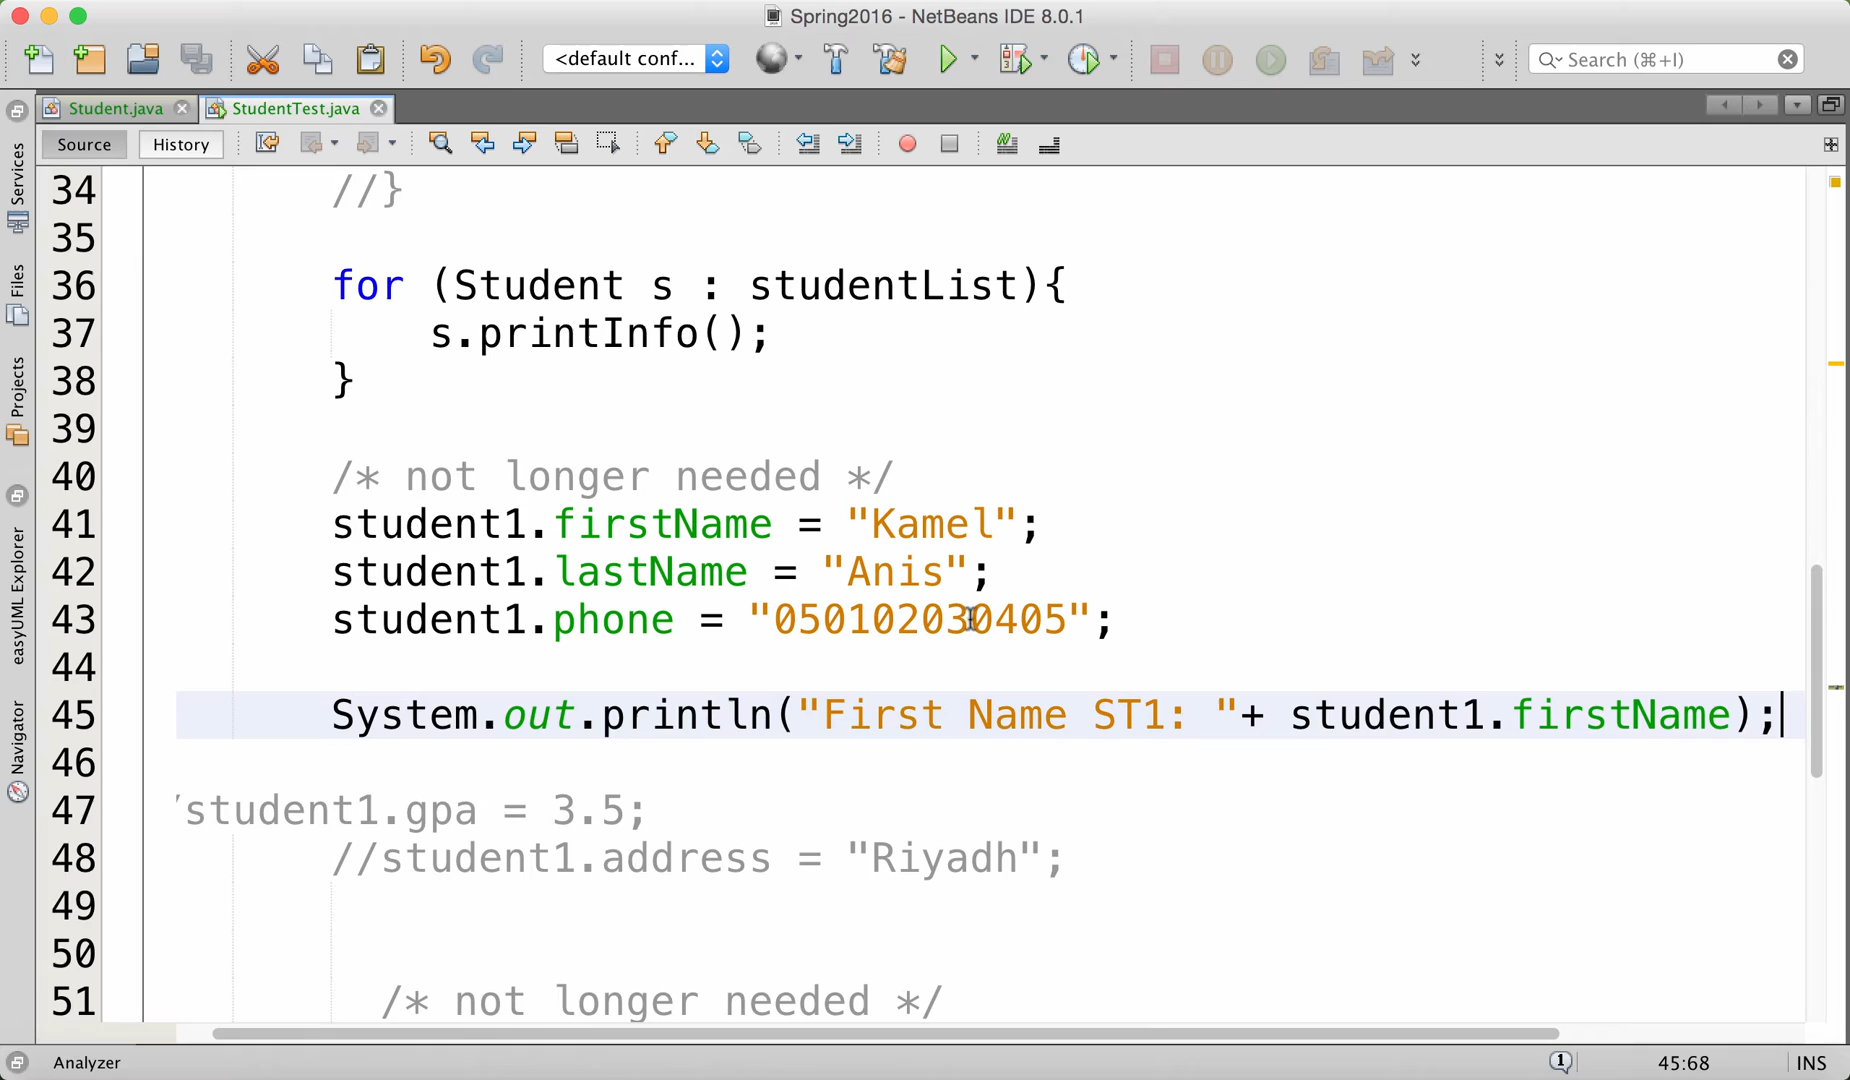 Spring2016 - NetBeans IDE 8.0.1
<default conf...
Search (⌘+I)
Student.java
StudentTest.java
Source
History
Services
Files
Projects
easyUML Explorer
Navigator
34 //}
35
36 for (Student s : studentList){
37 s.printInfo();
38 }
39
40 /* not longer needed */
41 student1.firstName = "Kamel";
42 student1.lastName = "Anis";
43 student1.phone = "050102030405";
44
45 System.out.println("First Name ST1: "+ student1.firstName);
46
47 /student1.gpa = 3.5;
48 //student1.address = "Riyadh";
49
50
51 /* not longer needed */
Analyzer
1
45:68
INS